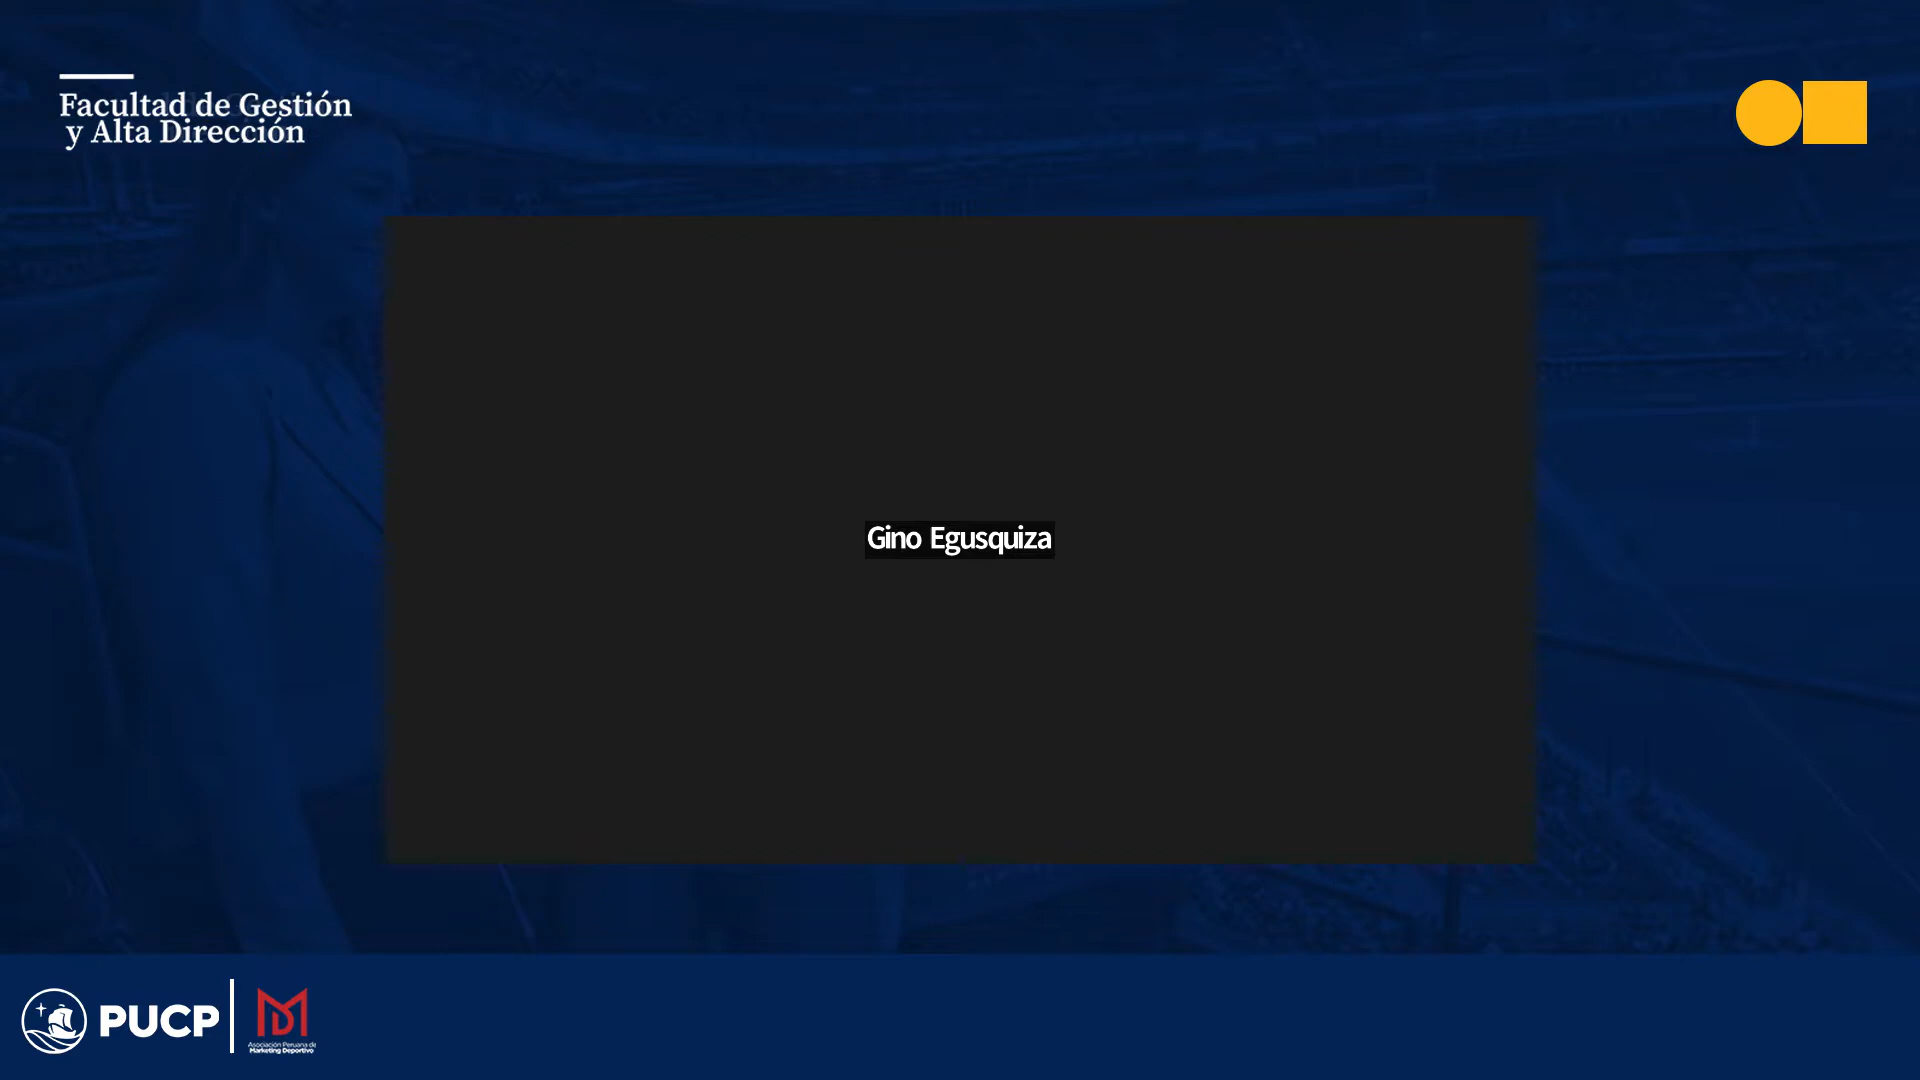 Facultad de Gestión
y Alta Dirección
Gino Egusquiza
PUCP
Asociación Peruana de
Marketing Deportivo